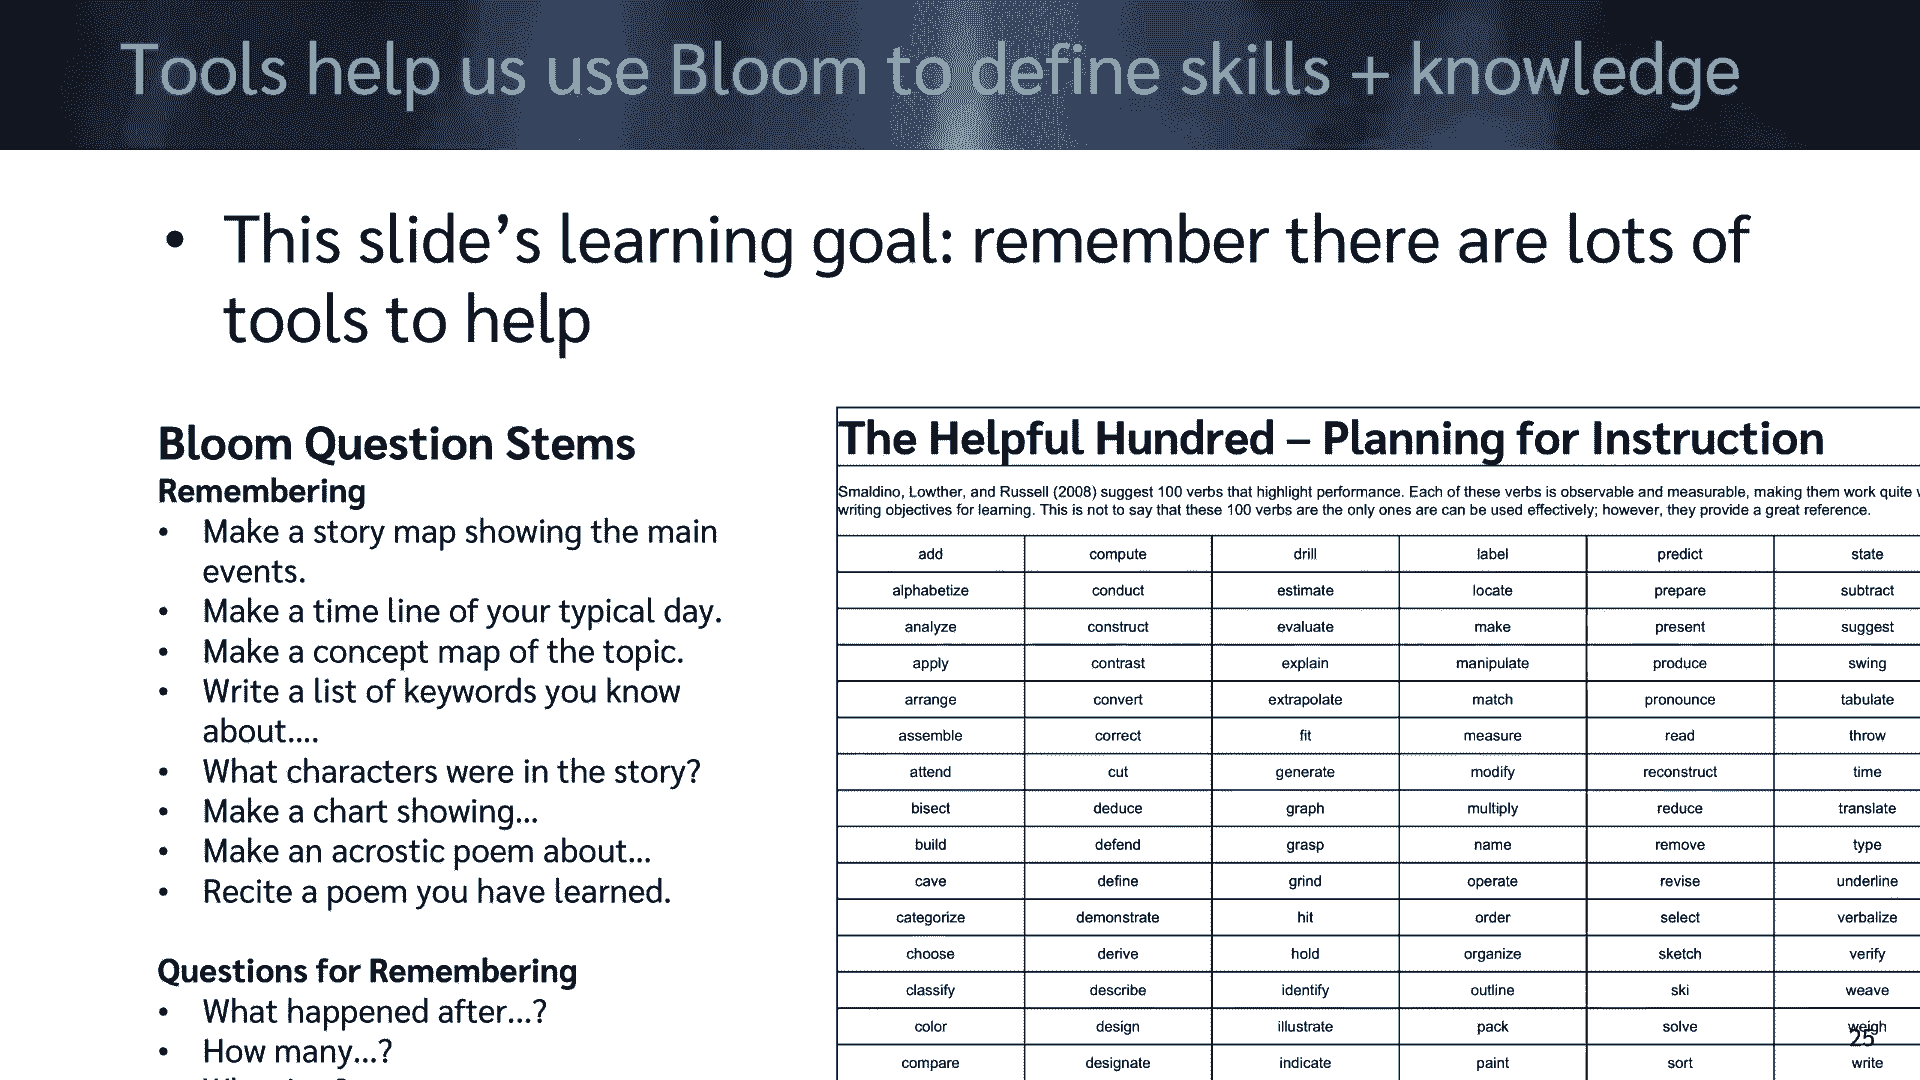 Tools help us use Bloom to define skills + knowledge
• This slide’s learning goal: remember there are lots of
tools to help
Bloom Question Stems
Remembering
• Make a story map showing the main
events.
• Make a time line of your typical day.
• Make a concept map of the topic.
• Write a list of keywords you know
about....
• What characters were in the story?
• Make a chart showing...
• Make an acrostic poem about...
• Recite a poem you have learned.
Questions for Remembering
• What happened after...?
• How many...?
The Helpful Hundred – Planning for Instruction
Smaldino, Lowther, and Russell (2008) suggest 100 verbs that highlight performance. Each of these verbs is observable and measurable, making them work quite
writing objectives for learning. This is not to say that these 100 verbs are the only ones are can be used effectively; however, they provide a great reference.
add compute drill label predict state
alphabetize conduct estimate locate prepare subtract
analyze construct evaluate make present suggest
apply contrast explain manipulate produce swing
arrange convert extrapolate match pronounce tabulate
assemble correct fit measure read throw
attend cut generate modify reconstruct time
bisect deduce graph multiply reduce translate
build defend grasp name remove type
cave define grind operate revise underline
categorize demonstrate hit order select verbalize
choose derive hold organize sketch verify
classify describe identify outline ski weave
color design illustrate pack solve weigh
compare designate indicate paint sort write
25